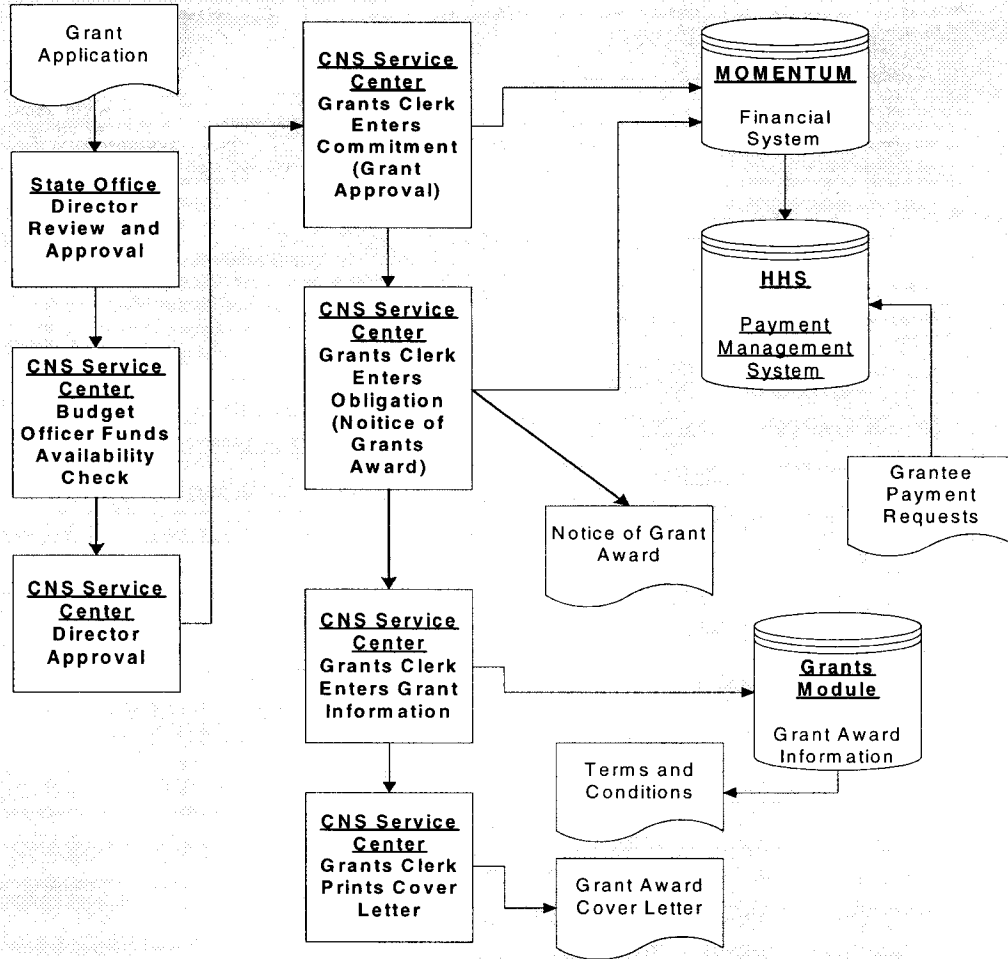 Grant
Application
State Office
Director
Review and
Approval
CNS Service
Center
Budget
Officer Funds
Availability
Check
CNS Service
Center
Director
Approval
CNS Service
Center
Grants Clerk
Enters
Commitment
(Grant
Approval)
CNS Service
Center
Grants Clerk
Enters
Obligation
(Noitice of
Grants
Award)
CNS Service
Center
Grants Clerk
Enters Grant
Information
CNS Service
Center
Grants Clerk
Prints Cover
Letter
MOMENTUM
Financial
System
HHS
Payment
Management
System
Grantee
Payment
Requests
Notice of Grant
Award
Grants
Module
Grant Award
Information
Terms and
Conditions
Grant Award
Cover Letter